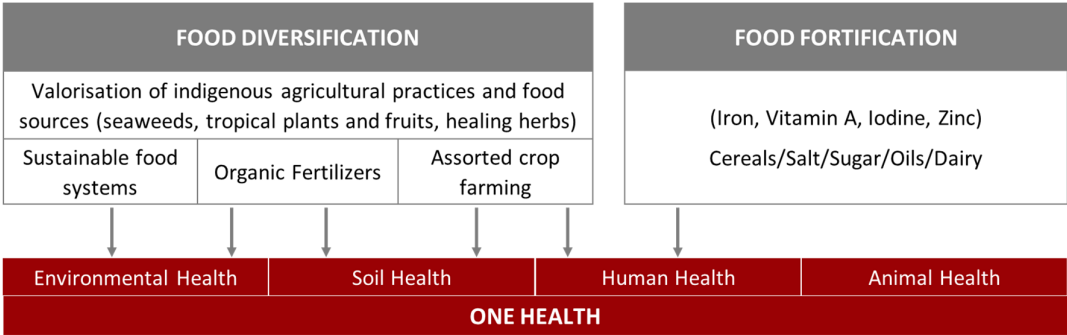 FOOD DIVERSIFICATION
Valorisation of indigenous agricultural practices and food
sources (seaweeds, tropical plants and fruits, healing herbs)
Sustainable food
systems
Organic Fertilizers
Assorted crop
farming
FOOD FORTIFICATION
(Iron, Vitamin A, Iodine, Zinc)
Cereals/Salt/Sugar/Oils/Dairy
Environmental Health
Soil Health
Human Health
Animal Health
ONE HEALTH